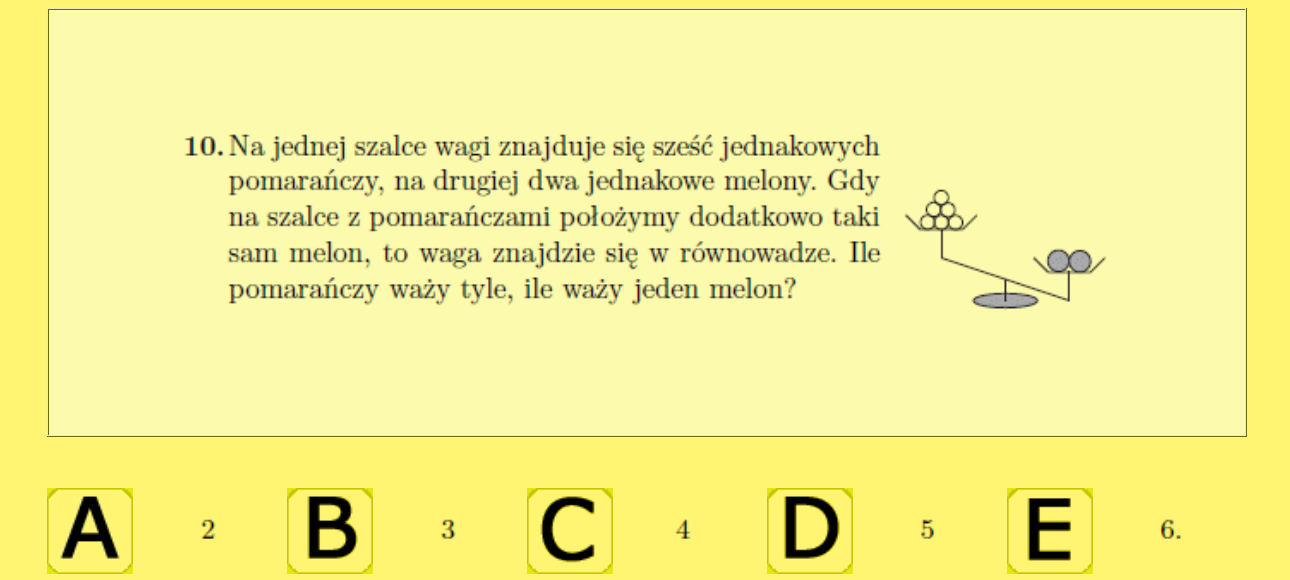 10. Na jednej szalce wagi znajduje się sześć jednakowych
pomarańczy, na drugiej dwa jednakowe melony. Gdy
na szalce z pomarańczami położymy dodatkowo taki
sam melon, to waga znajdzie się w równowadze. Ile
pomarańczy waży tyle, ile waży jeden melon?
A 2 B 3 C 4 D 5 E 6.